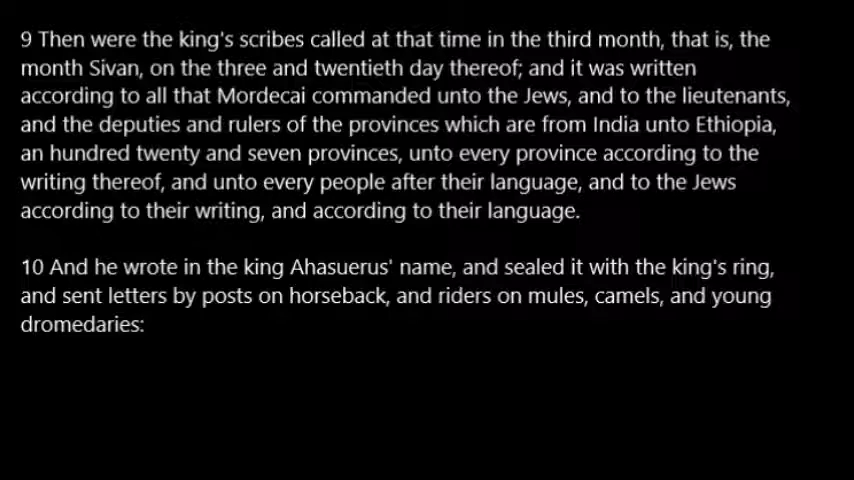 9 Then were the king's scribes called at that time in the third month, that is, the
month Sivan, on the three and twentieth day thereof; and it was written
according to all that Mordecai commanded unto the Jews, and to the lieutenants,
and the deputies and rulers of the provinces which are from India unto Ethiopia,
an hundred twenty and seven provinces, unto every province according to the
writing thereof, and unto every people after their language, and to the Jews
according to their writing, and according to their language.
10 And he wrote in the king Ahasuerus' name, and sealed it with the king's ring,
and sent letters by posts on horseback, and riders on mules, camels, and young
dromedaries: